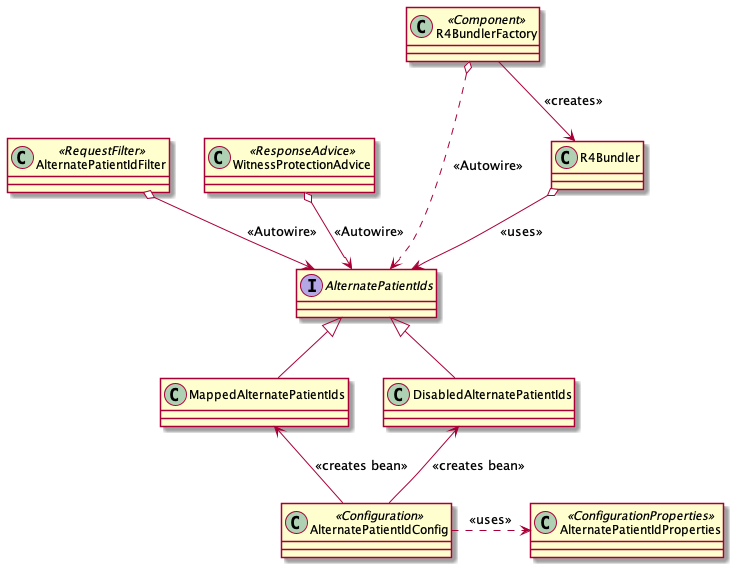 C
«Component»
R4BundlerFactory
«creates»
C
«RequestFilter»
AlternatePatientIdFilter
C
«ResponseAdvice»
WitnessProtectionAdvice
«Autowire»
C
R4Bundler
«Autowire»
«Autowire»
«uses»
I
AlternatePatientIds
C
MappedAlternatePatientIds
C
DisabledAlternatePatientIds
«creates bean»
«creates bean»
C
«Configuration»
AlternatePatientIdConfig
«uses»
C
«ConfigurationProperties»
AlternatePatientIdProperties